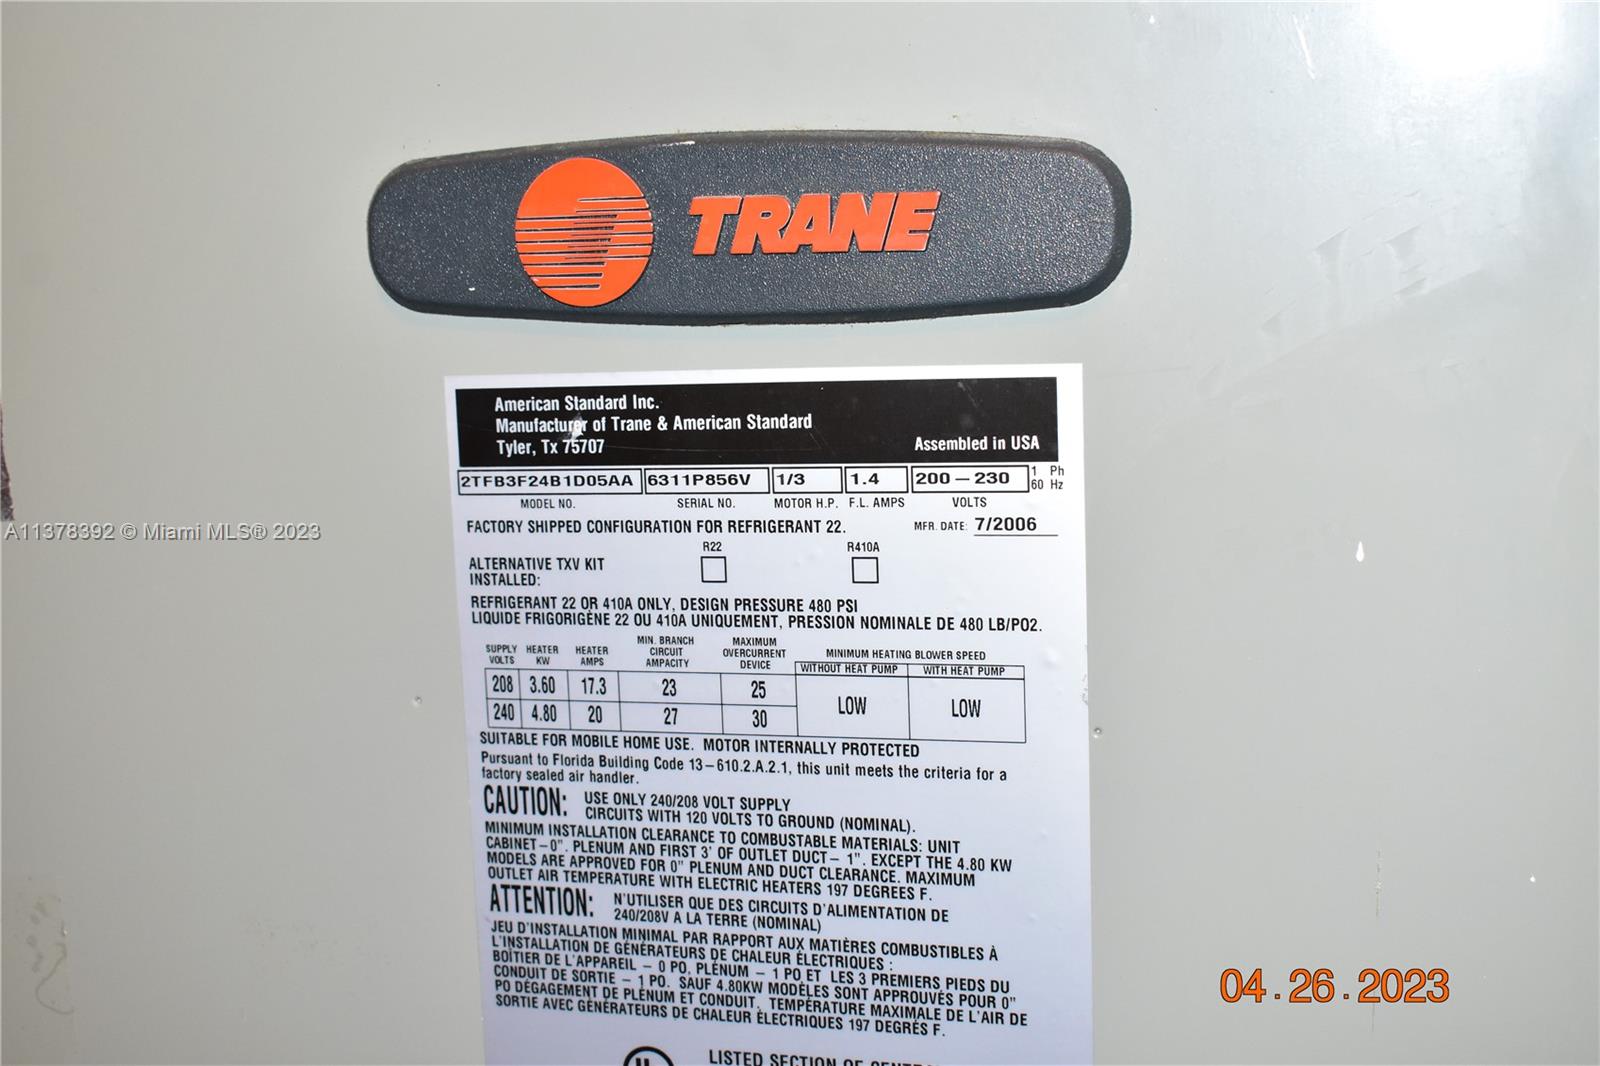 TRANE
American Standard Inc.
Manufacturer of Trane & American Standard
Tyler, Tx 75707
Assembled in USA
2TFB3F24B1D05AA 6311P856V 1/3 1.4 200 – 230 1 Ph
60 Hz
MODEL NO. SERIAL NO. MOTOR H.P. F.L. AMPS VOLTS
FACTORY SHIPPED CONFIGURATION FOR REFRIGERANT 22. MFR. DATE: 7/2006
R22 R410A
ALTERNATIVE TXV KIT
INSTALLED:
REFRIGERANT 22 OR 410A ONLY, DESIGN PRESSURE 480 PSI
LIQUIDE FRIGORIGÈNE 22 OU 410A UNIQUEMENT, PRESSION NOMINALE DE 480 LB/PO2.
SUPPLY VOLTS HEATER KW HEATER AMPS MIN. BRANCH CIRCUIT AMPACITY MAXIMUM OVERCURRENT DEVICE MINIMUM HEATING BLOWER SPEED
WITHOUT HEAT PUMP WITH HEAT PUMP
208 3.60 17.3 23 25 LOW LOW
240 4.80 20 27 30
SUITABLE FOR MOBILE HOME USE. MOTOR INTERNALLY PROTECTED
Pursuant to Florida Building Code 13–610.2.A.2.1, this unit meets the criteria for a
factory sealed air handler.
CAUTION: USE ONLY 240/208 VOLT SUPPLY
CIRCUITS WITH 120 VOLTS TO GROUND (NOMINAL).
MINIMUM INSTALLATION CLEARANCE TO COMBUSTABLE MATERIALS: UNIT
CABINET–0". PLENUM AND FIRST 3' OF OUTLET DUCT– 1". EXCEPT THE 4.80 KW
MODELS ARE APPROVED FOR 0" PLENUM AND DUCT CLEARANCE. MAXIMUM
OUTLET AIR TEMPERATURE WITH ELECTRIC HEATERS 197 DEGREES F.
ATTENTION: N'UTILISER QUE DES CIRCUITS D'ALIMENTATION DE
240/208V A LA TERRE (NOMINAL)
JEU D'INSTALLATION MINIMAL PAR RAPPORT AUX MATIÈRES COMBUSTIBLES À
L'INSTALLATION DE GÉNÉRATEURS DE CHALEUR ÉLECTRIQUES :
BOÎTIER DE L'APPAREIL – 0 PO, PLÉNUM – 1 PO ET LES 3 PREMIERS PIEDS DU
CONDUIT DE SORTIE – 1 PO. SAUF 4.80KW MODÈLES SONT APPROUVÉS POUR 0"
PO DÉGAGEMENT DE PLÉNUM ET CONDUIT, TEMPÉRATURE MAXIMALE DE L'AIR DE
SORTIE AVEC GÉNÉRATEURS DE CHALEUR ÉLECTRIQUES 197 DEGRÉS F.
UL LISTED SECTION OF
A11378392 © Miami MLS® 2023
04.26.2023